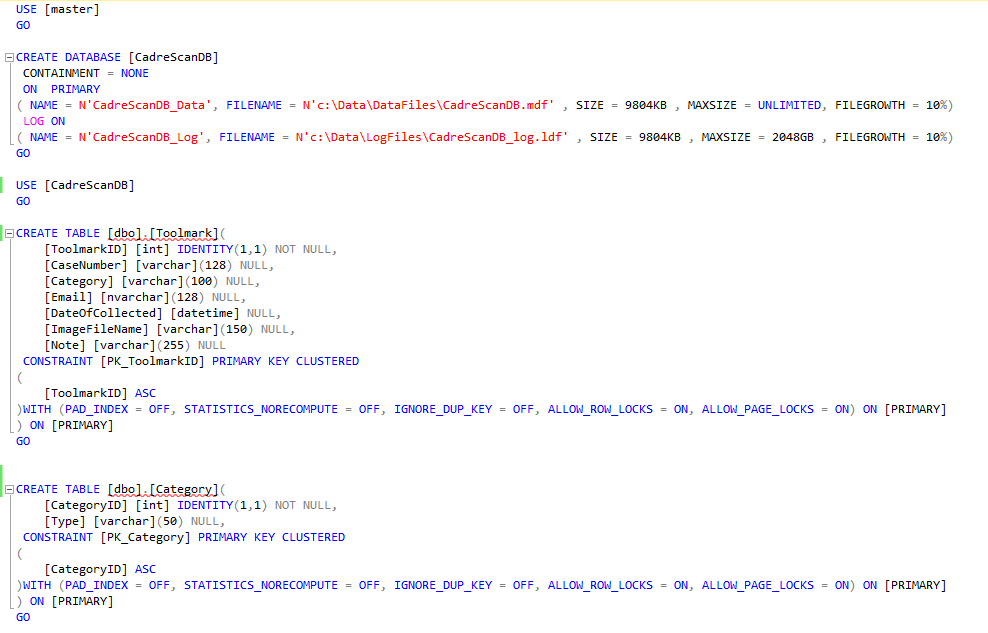 USE [master]
GO
CREATE DATABASE [CadreScanDB]
CONTAINMENT = NONE
ON  PRIMARY
( NAME = N'CadreScanDB_Data', FILENAME = N'c:\Data\DataFiles\CadreScanDB.mdf' , SIZE = 9804KB , MAXSIZE = UNLIMITED, FILEGROWTH = 10%)
LOG ON
( NAME = N'CadreScanDB_Log', FILENAME = N'c:\Data\LogFiles\CadreScanDB_log.ldf' , SIZE = 9804KB , MAXSIZE = 2048GB , FILEGROWTH = 10%)
GO
USE [CadreScanDB]
GO
CREATE TABLE [dbo].[Toolmark](
[ToolmarkID] [int] IDENTITY(1,1) NOT NULL,
[CaseNumber] [varchar](128) NULL,
[Category] [varchar](100) NULL,
[Email] [nvarchar](128) NULL,
[DateOfCollected] [datetime] NULL,
[ImageFileName] [varchar](150) NULL,
[Note] [varchar](255) NULL
CONSTRAINT [PK_ToolmarkID] PRIMARY KEY CLUSTERED
(
[ToolmarkID] ASC
)WITH (PAD_INDEX = OFF, STATISTICS_NORECOMPUTE = OFF, IGNORE_DUP_KEY = OFF, ALLOW_ROW_LOCKS = ON, ALLOW_PAGE_LOCKS = ON) ON [PRIMARY]
) ON [PRIMARY]
GO
CREATE TABLE [dbo].[Category](
[CategoryID] [int] IDENTITY(1,1) NOT NULL,
[Type] [varchar](50) NULL,
CONSTRAINT [PK_Category] PRIMARY KEY CLUSTERED
(
[CategoryID] ASC
)WITH (PAD_INDEX = OFF, STATISTICS_NORECOMPUTE = OFF, IGNORE_DUP_KEY = OFF, ALLOW_ROW_LOCKS = ON, ALLOW_PAGE_LOCKS = ON) ON [PRIMARY]
) ON [PRIMARY]
GO